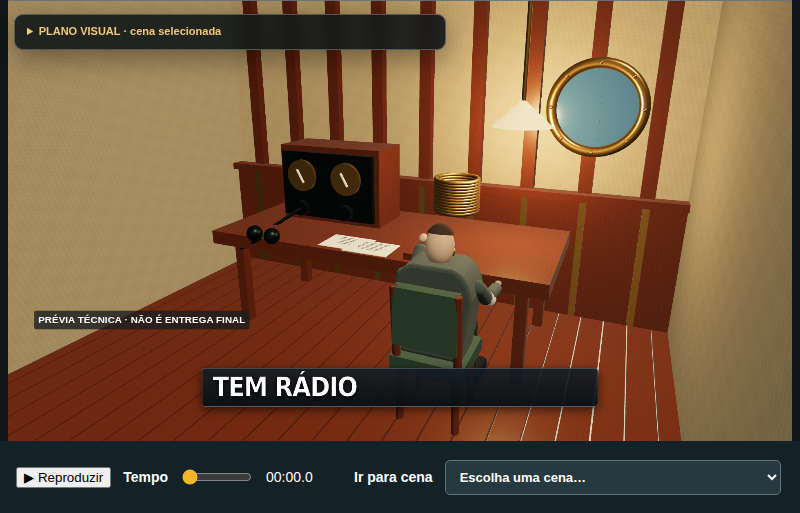 ▶ PLANO VISUAL · cena selecionada
PRÉVIA TÉCNICA · NÃO É ENTREGA FINAL
TEM RÁDIO
▶ Reproduzir Tempo 00:00.0 Ir para cena Escolha uma cena...